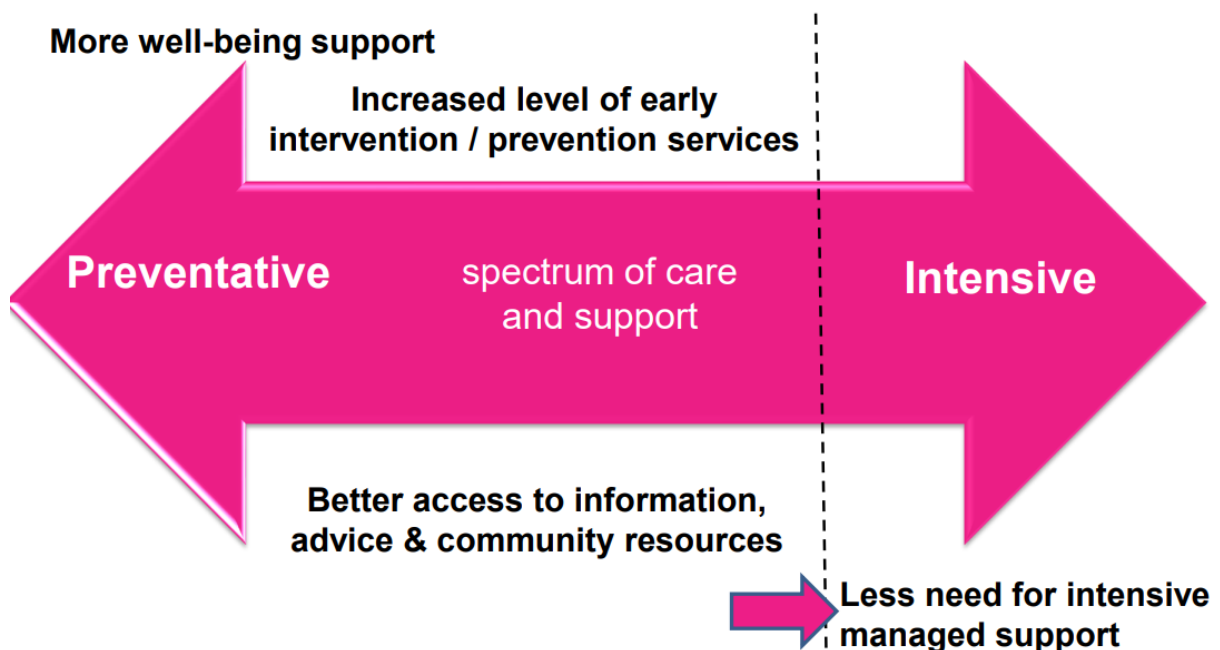 More well-being support
Increased level of early
intervention / prevention services
Preventative
spectrum of care
and support
Intensive
Better access to information,
advice & community resources
Less need for intensive
managed support